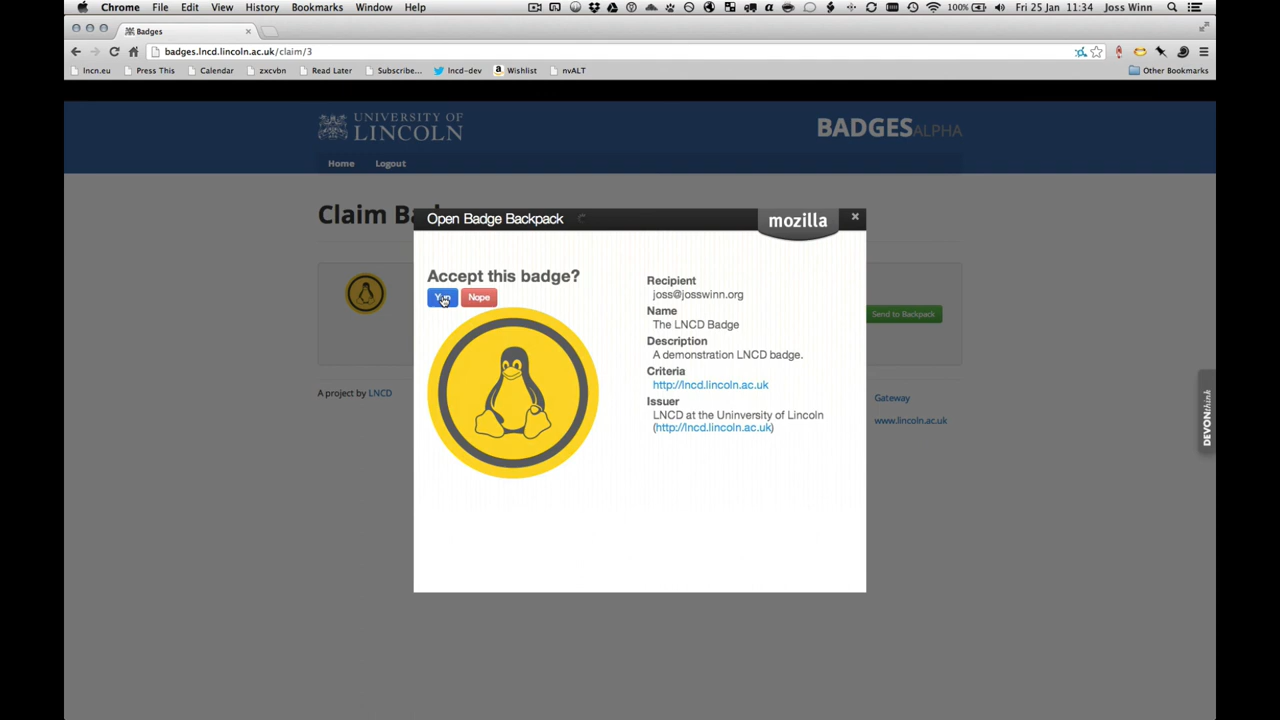 Chrome File Edit View History Bookmarks Window Help 100% Fri 25 Jan 11:34 Joss Winn
Badges
badges.lncd.lincoln.ac.uk/claim/3
lncn.eu Press This Calendar zxcvbn Read Later Subscribe... lncd-dev Wishlist nvALT Other Bookmarks
UNIVERSITY OF
LINCOLN
BADGESALPHA
Home Logout
Claim Ba
Open Badge Backpack
mozilla
Accept this badge?
Nope
Recipient
joss@josswinn.org
Name
The LNCD Badge
Description
A demonstration LNCD badge.
Criteria
http://lncd.lincoln.ac.uk
Issuer
LNCD at the Uninversity of Lincoln
(http://lncd.lincoln.ac.uk)
Send to Backpack
A project by LNCD
Gateway
www.lincoln.ac.uk
DEVONthink